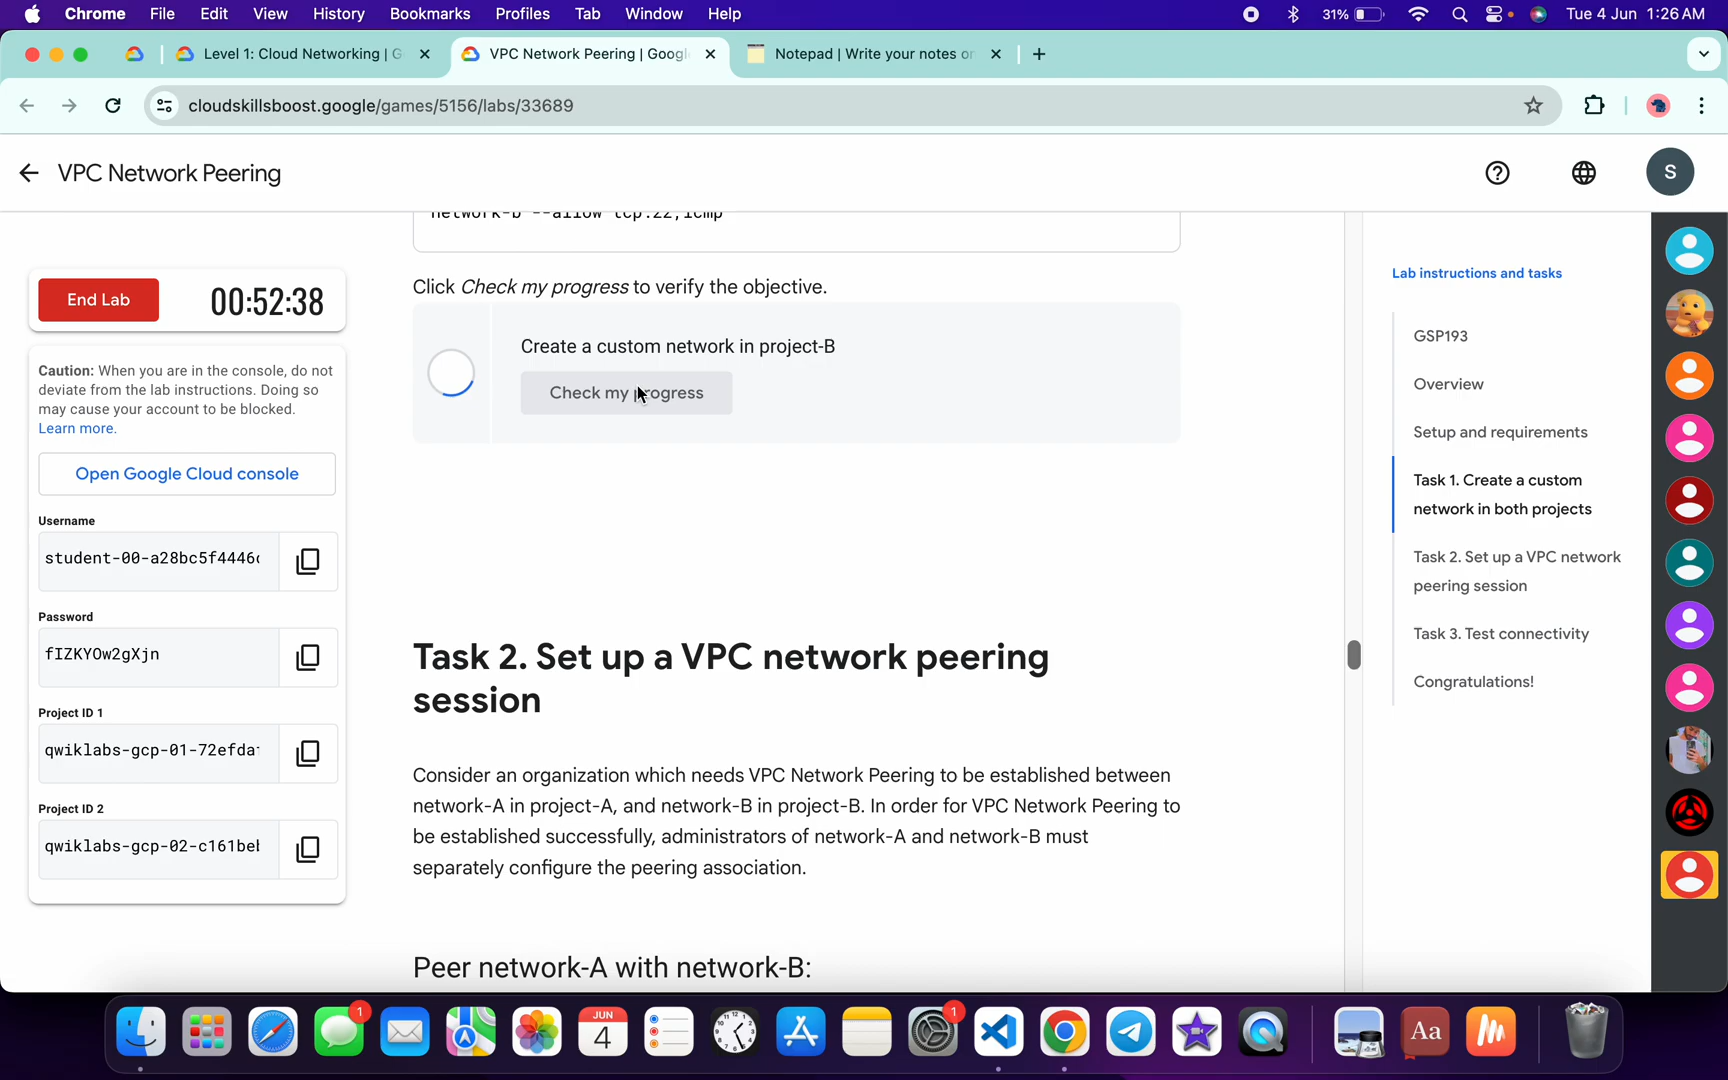 Chrome File Edit View History Bookmarks Profiles Tab Window Help 31% Tue 4 Jun 1:26 AM
Level 1: Cloud Networking | G
VPC Network Peering | Googl
Notepad | Write your notes or
cloudskillsboost.google/games/5156/labs/33689
VPC Network Peering
S
End Lab
00:52:38
Caution: When you are in the console, do not
deviate from the lab instructions. Doing so
may cause your account to be blocked.
Learn more.
Open Google Cloud console
Username
student-00-a28bc5f4446
Password
fIZKYOw2gXjn
Project ID 1
qwiklabs-gcp-01-72efda
Project ID 2
qwiklabs-gcp-02-c161be
network-b --allow tcp:22,icmp
Click Check my progress to verify the objective.
Create a custom network in project-B
Check my progress
Task 2. Set up a VPC network peering
session
Consider an organization which needs VPC Network Peering to be established between
network-A in project-A, and network-B in project-B. In order for VPC Network Peering to
be established successfully, administrators of network-A and network-B must
separately configure the peering association.
Peer network-A with network-B:
Lab instructions and tasks
GSP193
Overview
Setup and requirements
Task 1. Create a custom
network in both projects
Task 2. Set up a VPC network
peering session
Task 3. Test connectivity
Congratulations!
1
JUN
4
1
Aa